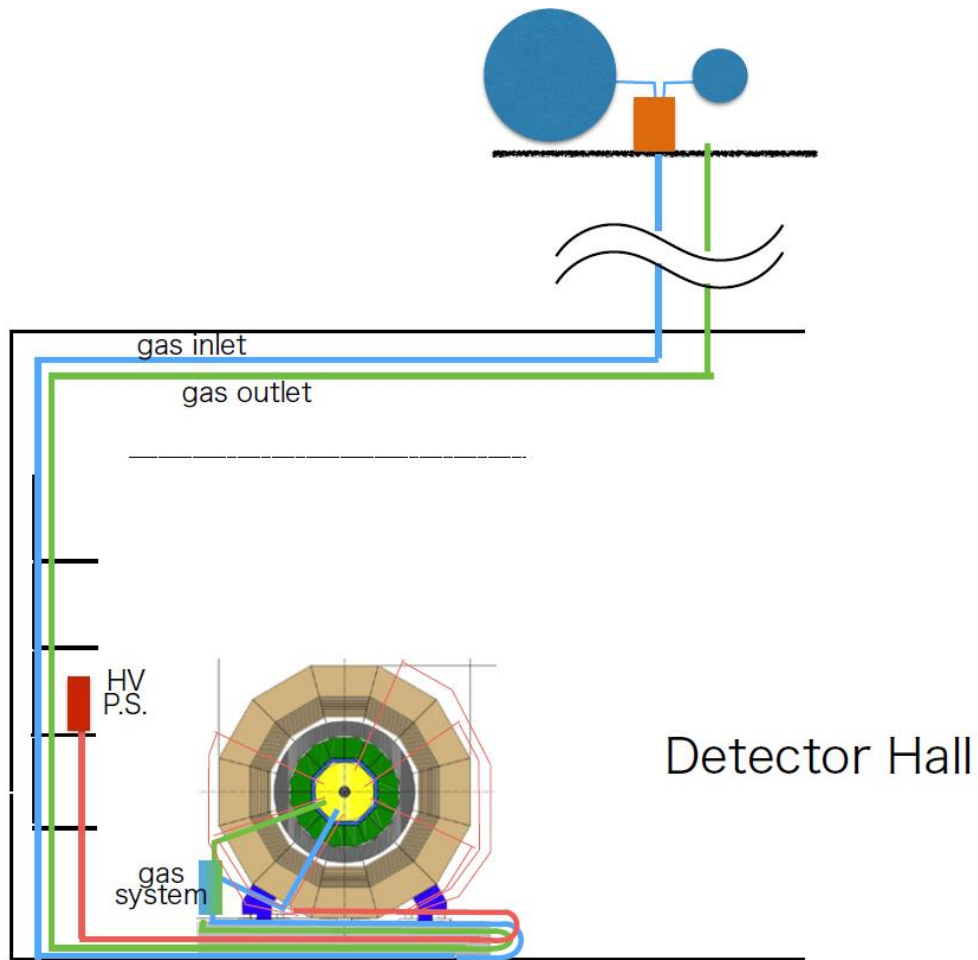 gas inlet
gas outlet
HV
P.S.
Detector Hall
gas
system